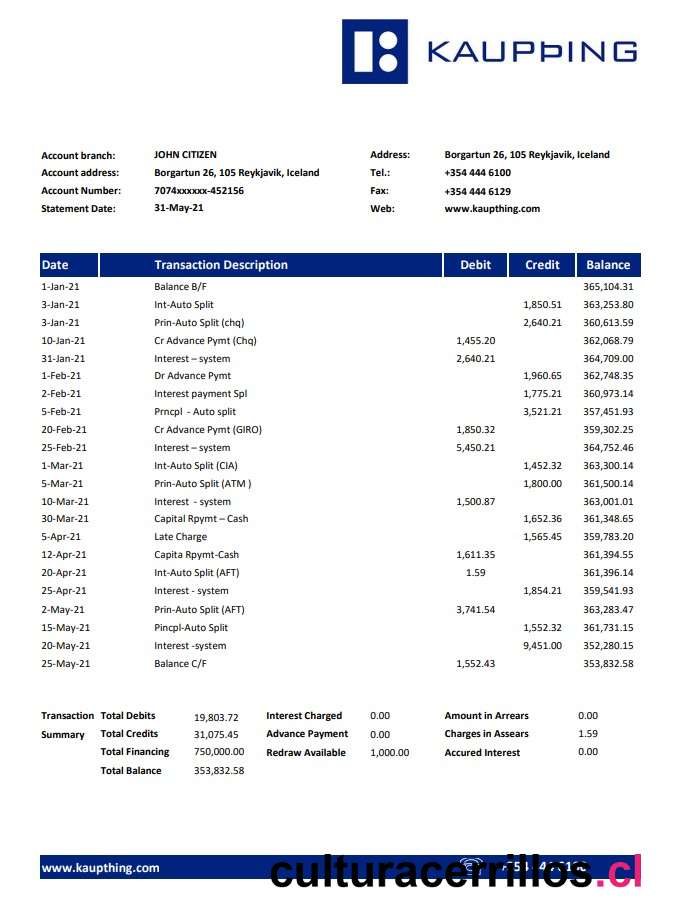 KAUPÞING
Account branch: JOHN CITIZEN Address: Borgartun 26, 105 Reykjavik, Iceland
Account address: Borgartun 26, 105 Reykjavik, Iceland Tel.: +354 444 6100
Account Number: 7074xxxxxx-452156 Fax: +354 444 6129
Statement Date: 31-May-21 Web: www.kaupthing.com
Date Transaction Description Debit Credit Balance
1-Jan-21 Balance B/F 365,104.31
3-Jan-21 Int-Auto Split 1,850.51 363,253.80
3-Jan-21 Prin-Auto Split (chq) 2,640.21 360,613.59
10-Jan-21 Cr Advance Pymt (Chq) 1,455.20 362,068.79
31-Jan-21 Interest – system 2,640.21 364,709.00
1-Feb-21 Dr Advance Pymt 1,960.65 362,748.35
2-Feb-21 Interest payment Spl 1,775.21 360,973.14
5-Feb-21 Prncpl - Auto split 3,521.21 357,451.93
20-Feb-21 Cr Advance Pymt (GIRO) 1,850.32 359,302.25
25-Feb-21 Interest – system 5,450.21 364,752.46
1-Mar-21 Int-Auto Split (CIA) 1,452.32 363,300.14
5-Mar-21 Prin-Auto Split (ATM ) 1,800.00 361,500.14
10-Mar-21 Interest - system 1,500.87 363,001.01
30-Mar-21 Capital Rpymt – Cash 1,652.36 361,348.65
5-Apr-21 Late Charge 1,565.45 359,783.20
12-Apr-21 Capita Rpymt-Cash 1,611.35 361,394.55
20-Apr-21 Int-Auto Split (AFT) 1.59 361,396.14
25-Apr-21 Interest - system 1,854.21 359,541.93
2-May-21 Prin-Auto Split (AFT) 3,741.54 363,283.47
15-May-21 Pincpl-Auto Split 1,552.32 361,731.15
20-May-21 Interest -system 9,451.00 352,280.15
25-May-21 Balance C/F 1,552.43 353,832.58
Transaction Total Debits 19,803.72 Interest Charged 0.00 Amount in Arrears 0.00
Summary Total Credits 31,075.45 Advance Payment 0.00 Charges in Assears 1.59
Total Financing 750,000.00 Redraw Available 1,000.00 Accured Interest 0.00
Total Balance 353,832.58
www.kaupthing.com
culturacerrillos.cl